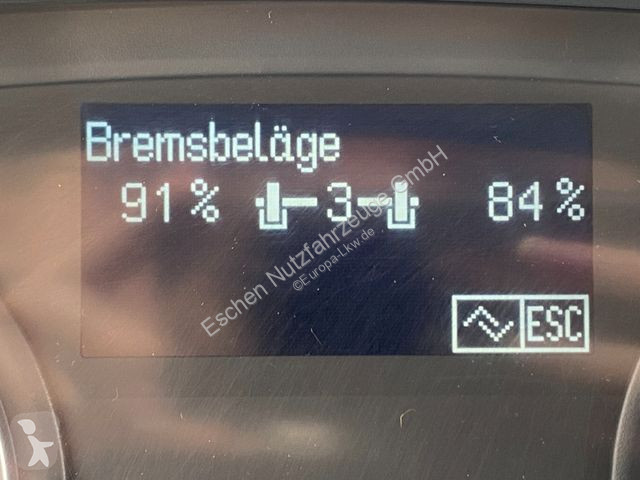 Bremsbeläge
91% 3 84%
ESC
Eschen Nutzfahrzeuge GmbH
©Europa-Lkw.de